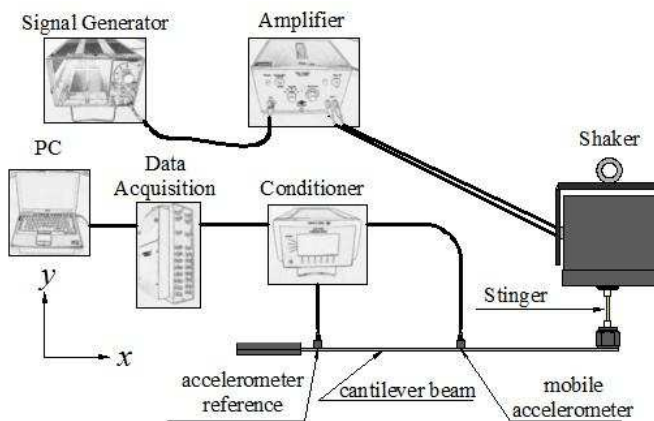 Signal Generator
Amplifier
Shaker
PC
Data
Acquisition
Conditioner
y
x
Stinger
accelerometer
reference
cantilever beam
mobile
accelerometer